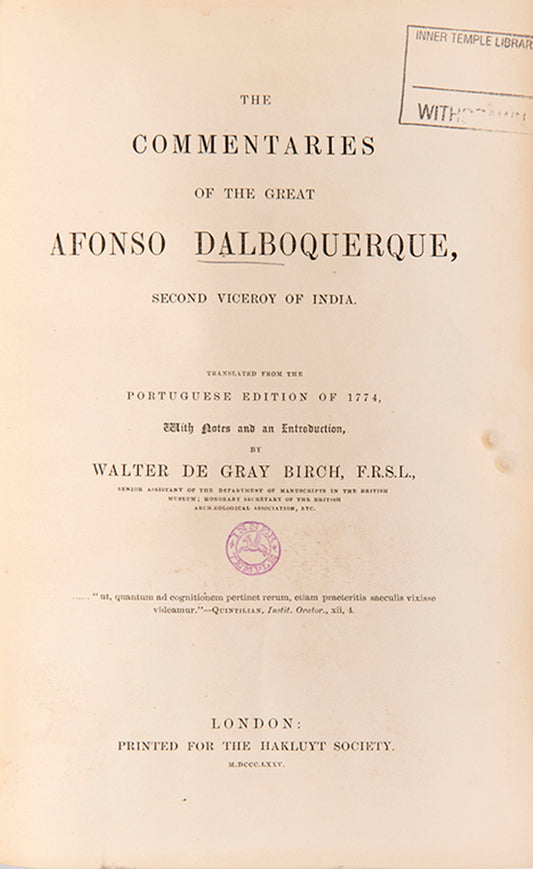 INNER TEMPLE LIBRAR
THE
COMMENTARIES
OF THE GREAT
AFONSO DALBOQUERQUE,
SECOND VICEROY OF INDIA.
TRANSLATED FROM THE
PORTUGUESE EDITION OF 1774,
With Notes and an Introduction,
BY
WALTER DE GRAY BIRCH, F.R.S.L.,
SENIOR ASSISTANT OF THE DEPARTMENT OF MANUSCRIPTS IN THE BRITISH
MUSEUM; HONORARY SECRETARY OF THE BRITISH
ARCHÆOLOGICAL ASSOCIATION, ETC.
INNER
TEMPLE
...... "ut, quantum ad cognitionem pertinet rerum, etiam praeteritis saeculis vixisse
videamur."—QUINTILIAN, Instit. Orator., xii, 4.
LONDON:
PRINTED FOR THE HAKLUYT SOCIETY.
M.DCCC.LXXV.